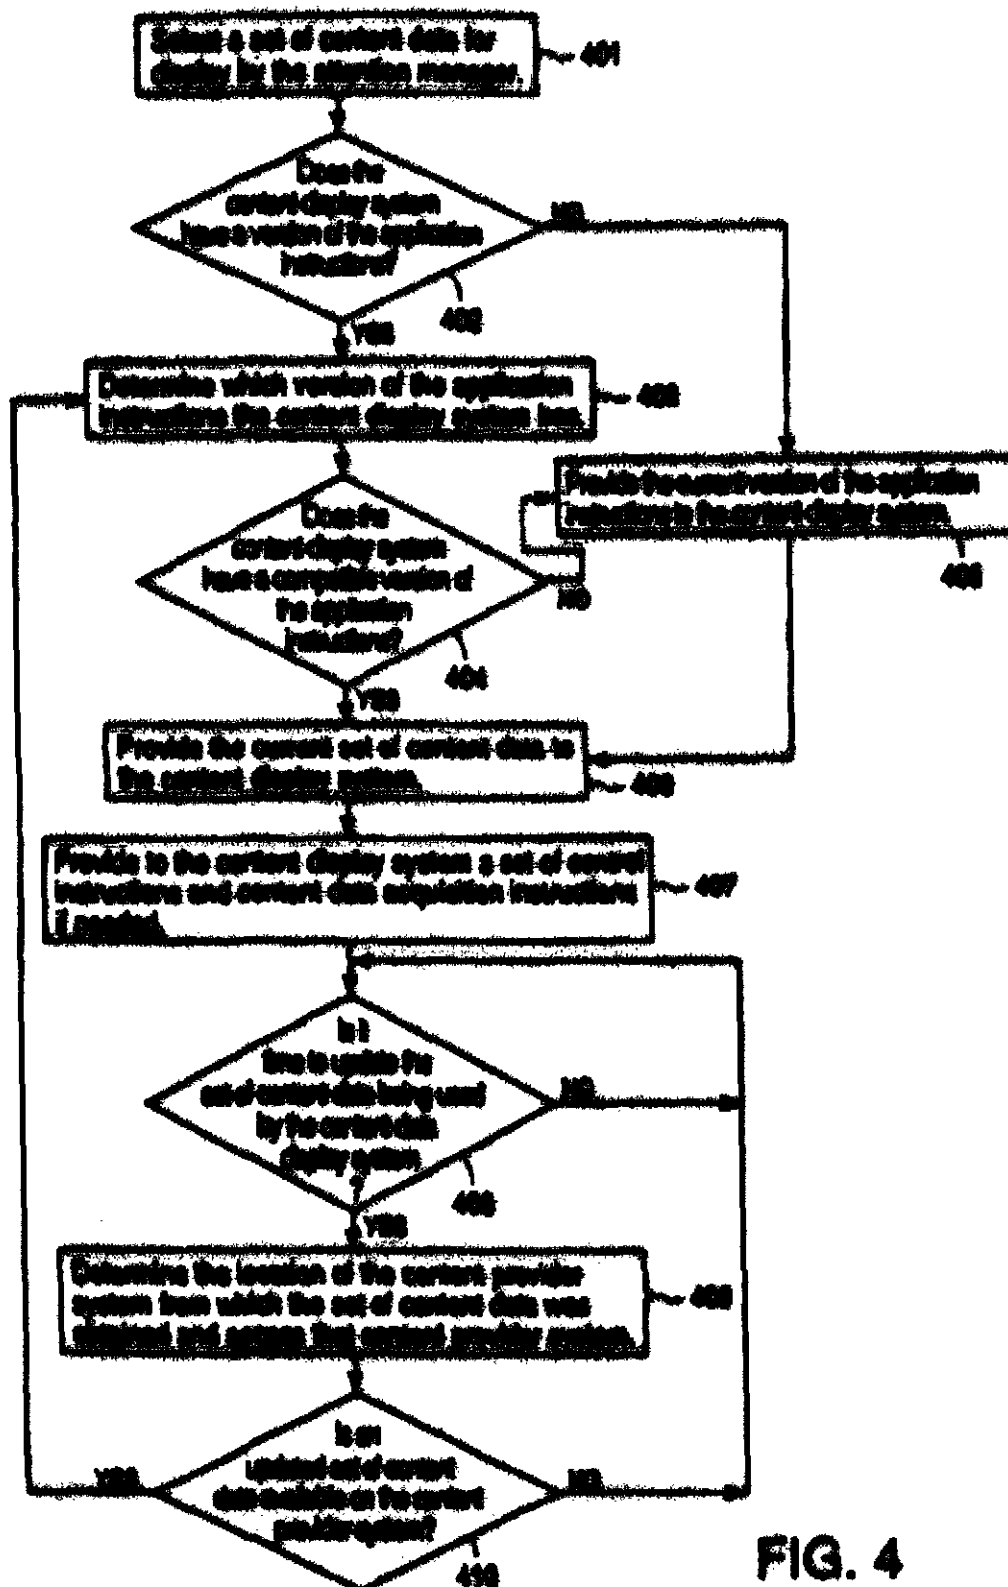 Select a set of content data for
display by the attention manager.
401
Does the
content display system
have a version of the application
instructions?
NO
402
YES
Determine which version of the application
instructions the content display system has.
403
Provide the current version of the application
instructions to the content display system.
405
Does the
content display system
have a compatible version of
the application
instructions?
NO
404
YES
Provide the current set of content data to
the content display system.
406
Provide to the content display system a set of control
instructions and content data acquisition instructions
if needed.
407
Is it
time to update the
set of content data being used
by the content data
display system
?
NO
408
YES
Determine the location of the content provider
system from which the set of content data was
and access that content provider system.
409
Is an
updated set of content
data available on the content
provider system?
YES
NO
410
FIG. 4